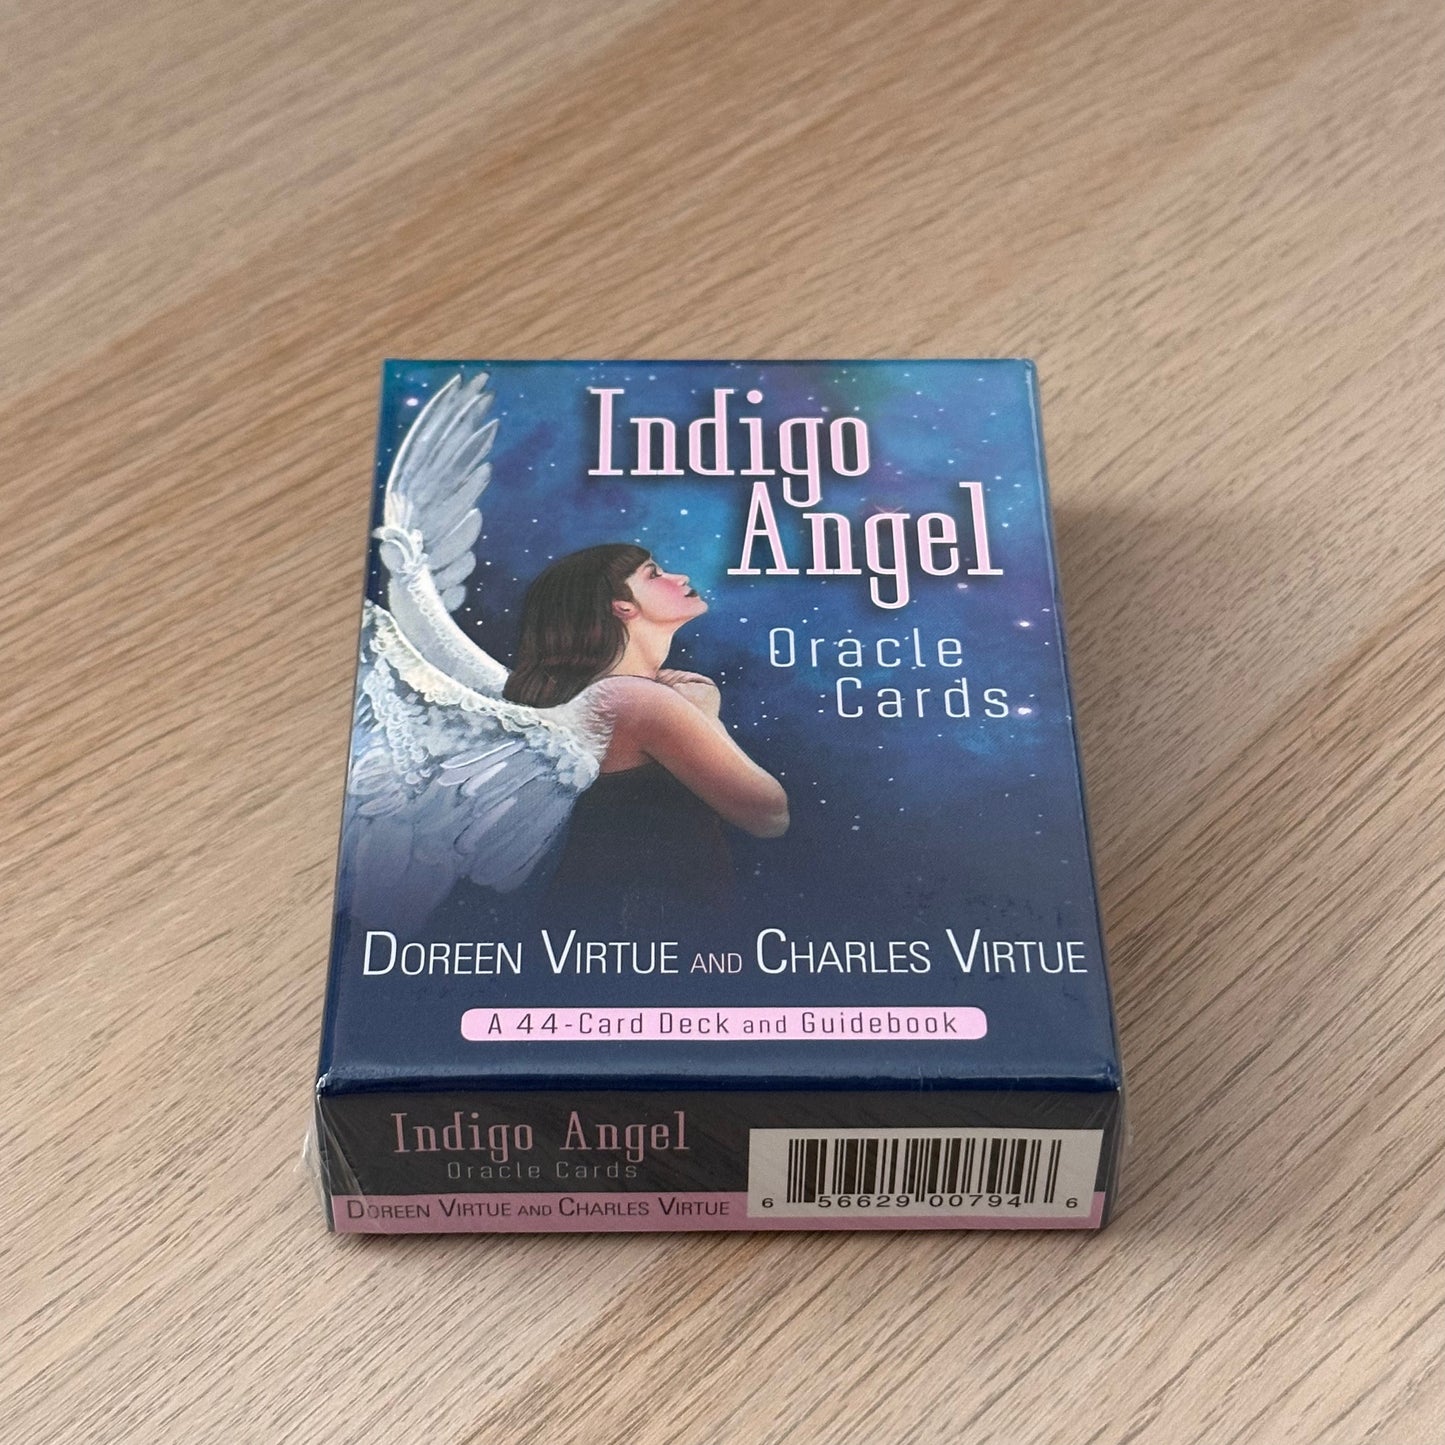 Indigo
Angel
Oracle
Cards
DOREEN VIRTUE AND CHARLES VIRTUE
A 44-Card Deck and Guidebook
Indigo Angel
Oracle Cards
DOREEN VIRTUE AND CHARLES VIRTUE
6 56629 00794 6